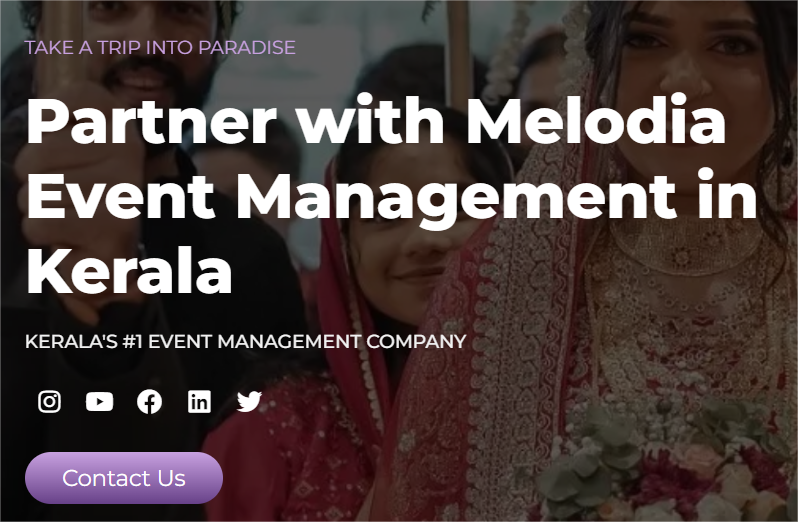 TAKE A TRIP INTO PARADISE
Partner with Melodia
Event Management in
Kerala
KERALA'S #1 EVENT MANAGEMENT COMPANY
Contact Us